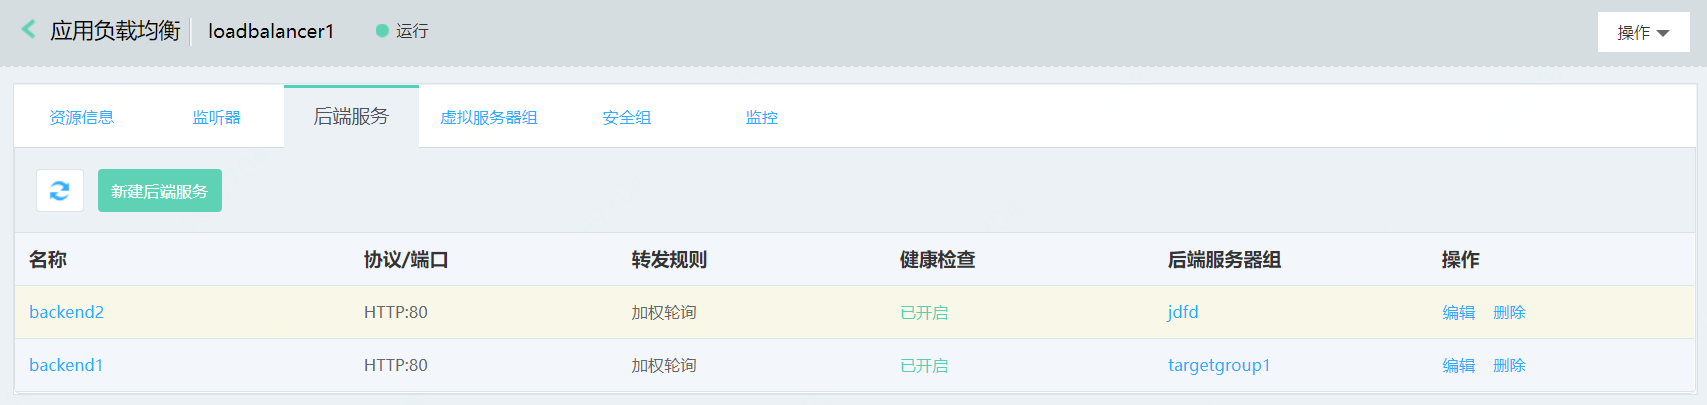 应用负载均衡 loadbalancer1 运行 操作
资源信息 监听器 后端服务 虚拟服务器组 安全组 监控
新建后端服务
名称 协议/端口 转发规则 健康检查 后端服务器组 操作
backend2 HTTP:80 加权轮询 已开启 jdfd 编辑 删除
backend1 HTTP:80 加权轮询 已开启 targetgroup1 编辑 删除